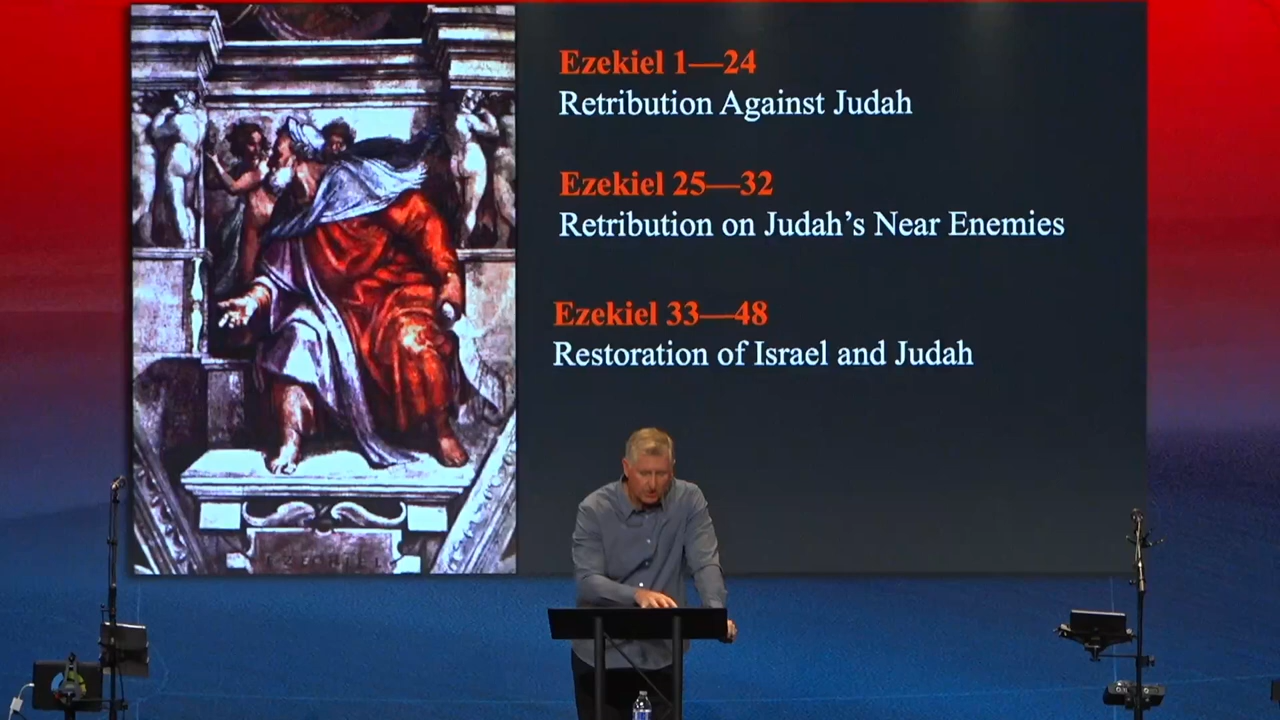 Ezekiel 1—24
Retribution Against Judah
Ezekiel 25—32
Retribution on Judah's Near Enemies
Ezekiel 33—48
Restoration of Israel and Judah